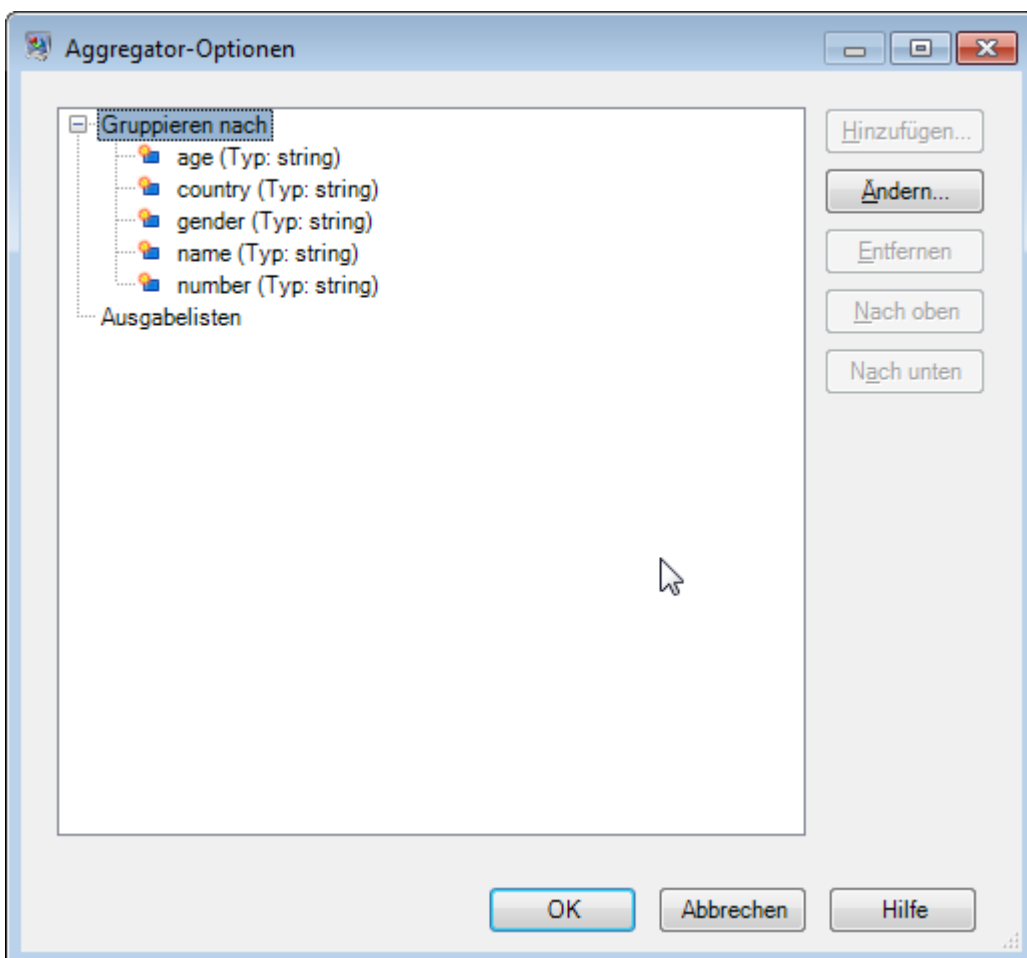 Aggregator-Optionen
Gruppieren nach
age (Typ: string)
country (Typ: string)
gender (Typ: string)
name (Typ: string)
number (Typ: string)
Ausgabelisten
Hinzufügen...
Ändern...
Entfernen
Nach oben
Nach unten
OK
Abbrechen
Hilfe